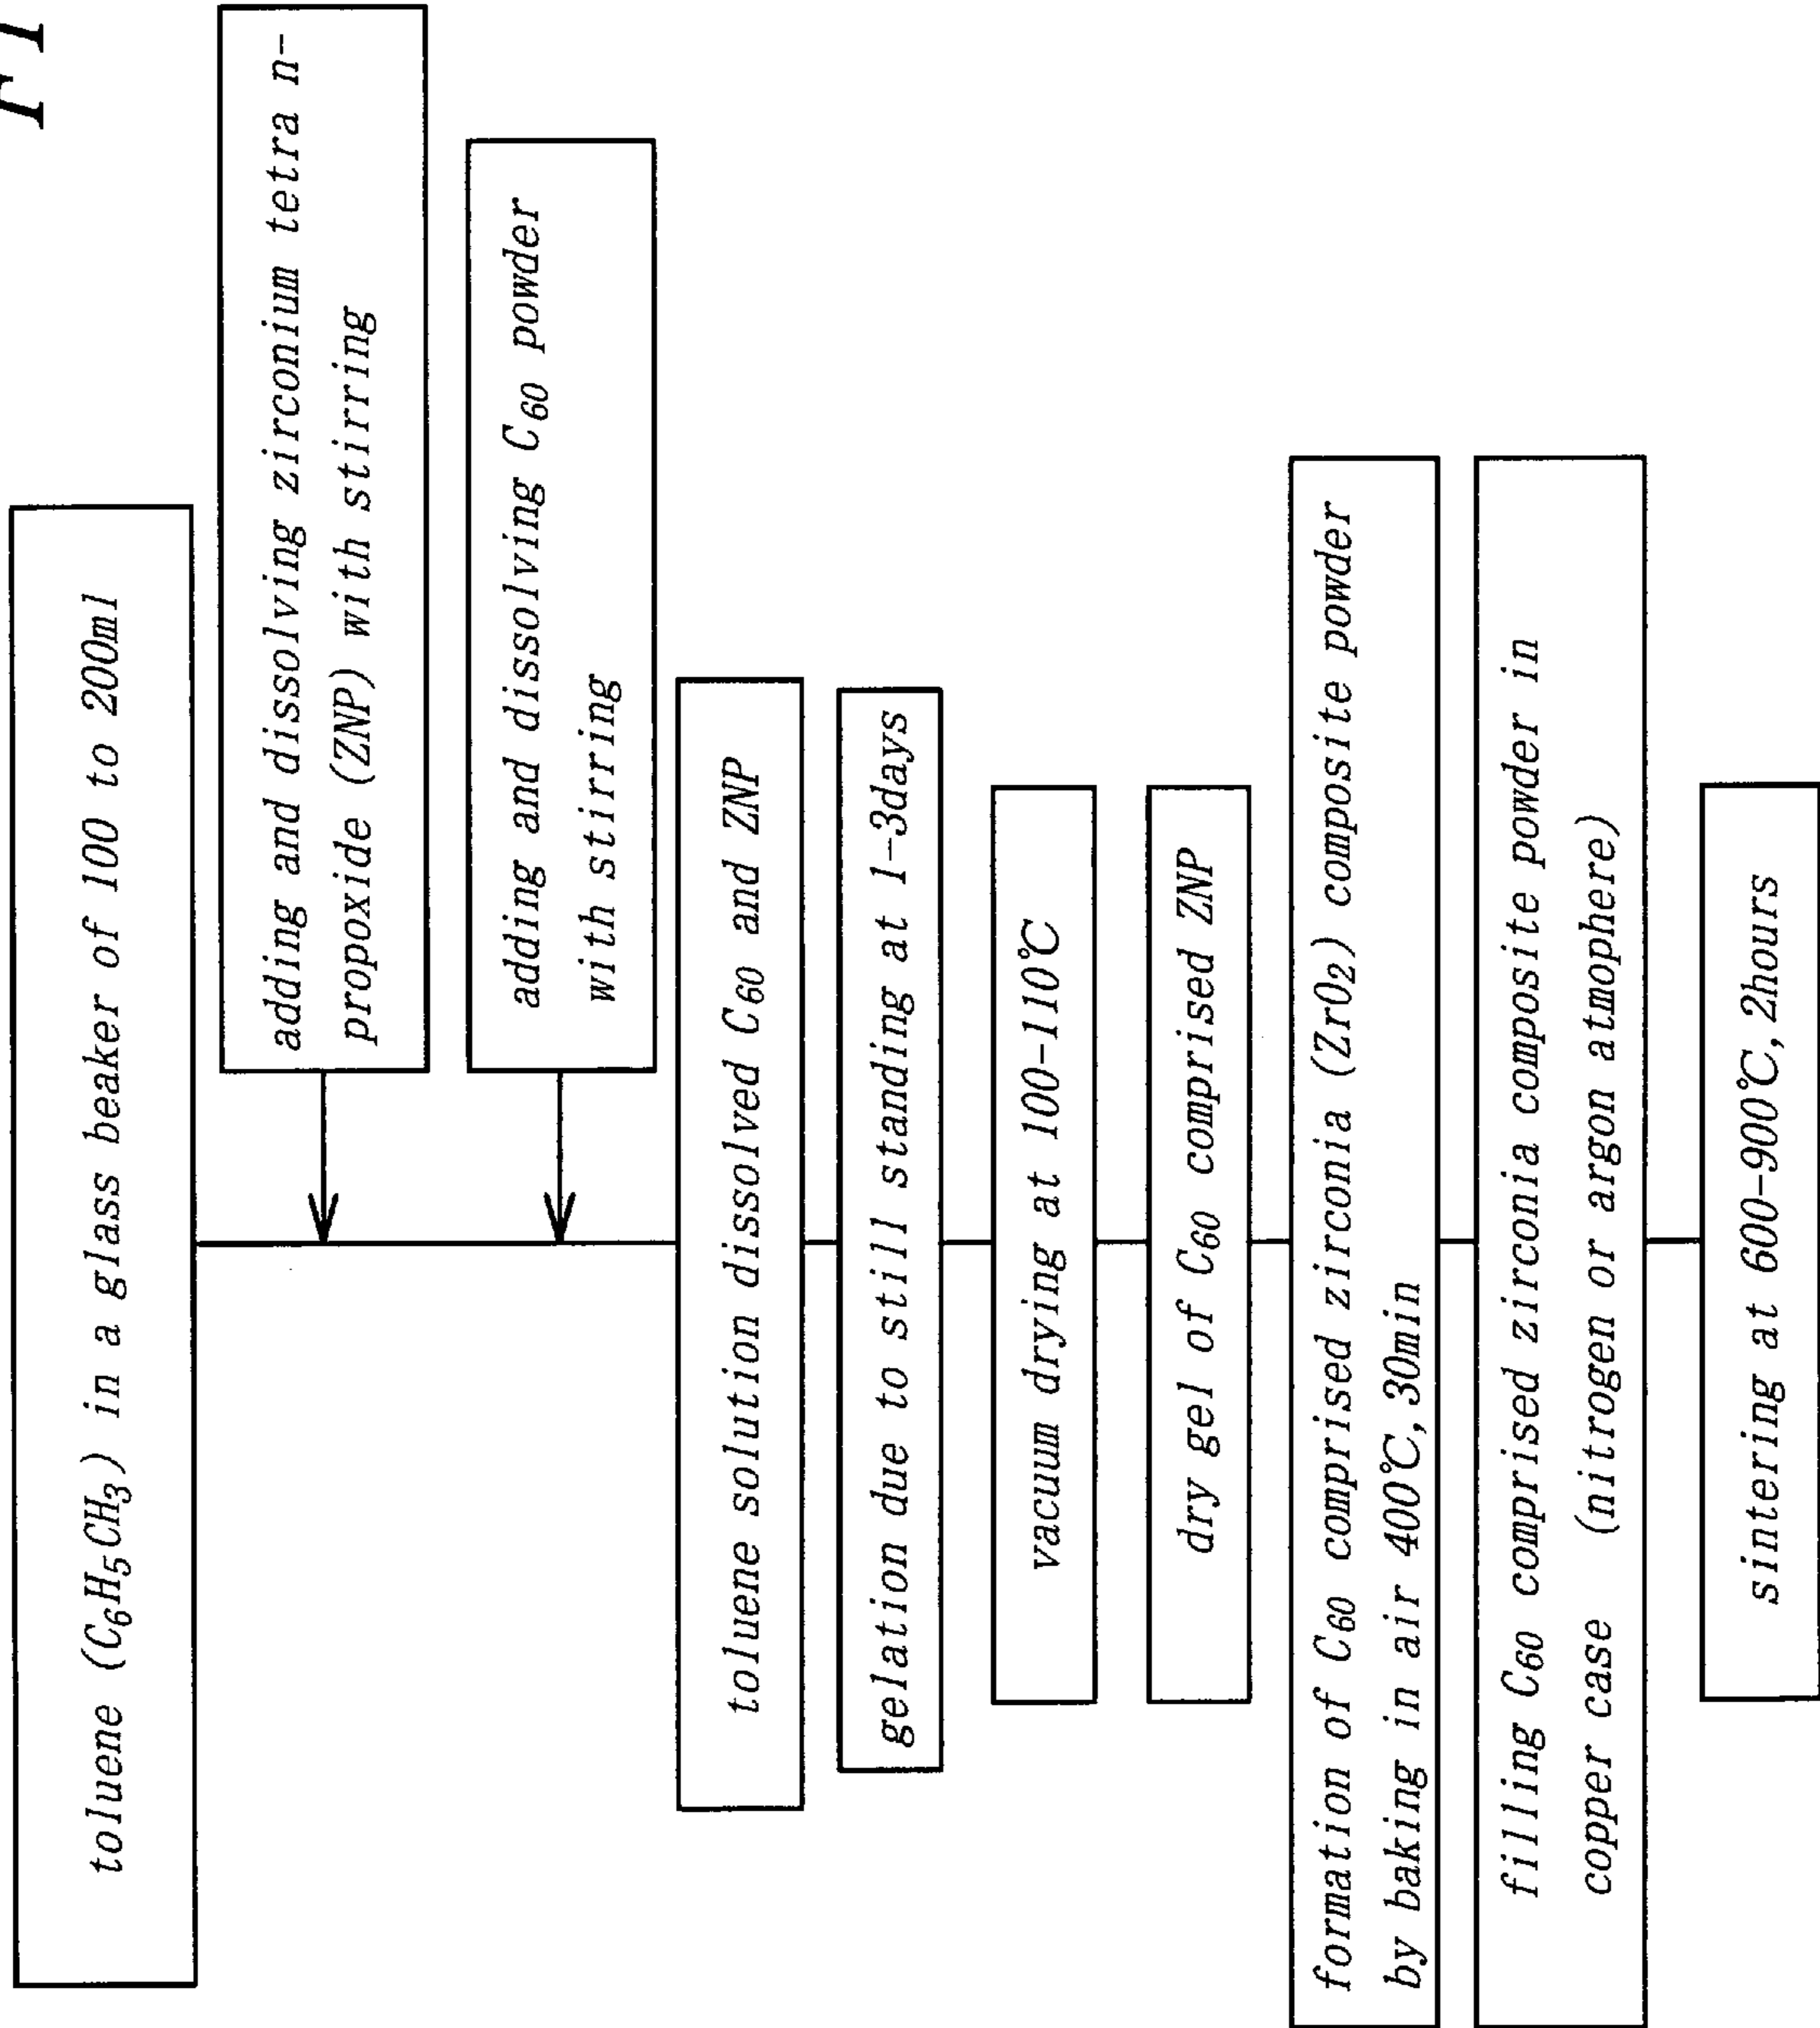 toluene (C₆H₅CH₃) in a glass beaker of 100 to 200ml
adding and dissolving zirconium tetra n-
propoxide (ZNP) with stirring
adding and dissolving C₆₀ powder
with stirring
toluene solution dissolved C₆₀ and ZNP
gelation due to still standing at 1-3days
vacuum drying at 100-110℃
dry gel of C₆₀ comprised ZNP
formation of C₆₀ comprised zirconia (ZrO₂) composite powder
by baking in air 400℃, 30min
filling C₆₀ comprised zirconia composite powder in
copper case (nitrogen or argon atmophere)
sintering at 600-900℃, 2hours